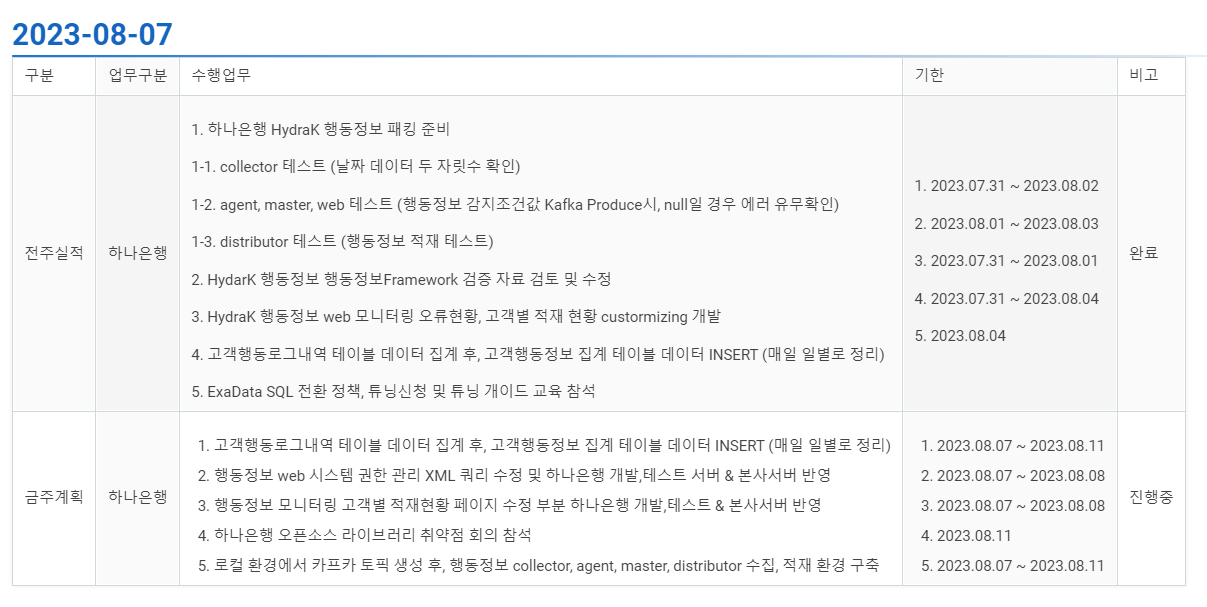 2023-08-07
구분 업무구분 수행업무 기한 비고
1. 하나은행 HydraK 행동정보 패킹 준비
1-1. collector 테스트 (날짜 데이터 두 자릿수 확인)
1-2. agent, master, web 테스트 (행동정보 감지조건값 Kafka Produce시, null일 경우 에러 유무확인)
1-3. distributor 테스트 (행동정보 적재 테스트)
2. HydarK 행동정보 행동정보Framework 검증 자료 검토 및 수정
3. HydraK 행동정보 web 모니터링 오류현황, 고객별 적재 현황 custormizing 개발
4. 고객행동로그내역 테이블 데이터 집계 후, 고객행동정보 집계 테이블 데이터 INSERT (매일 일별로 정리)
5. ExaData SQL 전환 정책, 튜닝신청 및 튜닝 개이드 교육 참석
전주실적 하나은행
1. 2023.07.31 ~ 2023.08.02
2. 2023.08.01 ~ 2023.08.03
3. 2023.07.31 ~ 2023.08.01
4. 2023.07.31 ~ 2023.08.04
5. 2023.08.04
완료
금주계획 하나은행
1. 고객행동로그내역 테이블 데이터 집계 후, 고객행동정보 집계 테이블 데이터 INSERT (매일 일별로 정리)
2. 행동정보 web 시스템 권한 관리 XML 쿼리 수정 및 하나은행 개발,테스트 서버 & 본사서버 반영
3. 행동정보 모니터링 고객별 적재현황 페이지 수정 부분 하나은행 개발,테스트 & 본사서버 반영
4. 하나은행 오픈소스 라이브러리 취약점 회의 참석
5. 로컬 환경에서 카프카 토픽 생성 후, 행동정보 collector, agent, master, distributor 수집, 적재 환경 구축
1. 2023.08.07 ~ 2023.08.11
2. 2023.08.07 ~ 2023.08.08
3. 2023.08.07 ~ 2023.08.08
4. 2023.08.11
5. 2023.08.07 ~ 2023.08.11
진행중